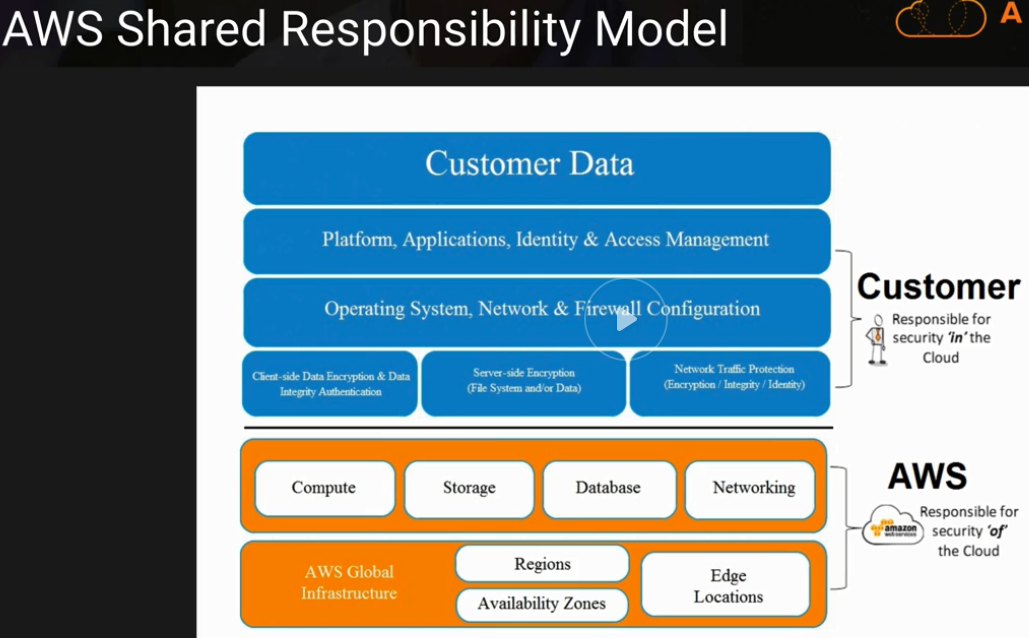 AWS Shared Responsibility Model
A
Customer Data
Platform, Applications, Identity & Access Management
Operating System, Network & Firewall Configuration
Client-side Data Encryption & Data
Integrity Authentication
Server-side Encryption
(File System and/or Data)
Network Traffic Protection
(Encryption / Integrity / Identity)
Customer
Responsible for
security 'in' the
Cloud
Compute
Storage
Database
Networking
AWS Global
Infrastructure
Regions
Availability Zones
Edge
Locations
AWS
amazon
web services
Responsible for
security 'of'
the Cloud